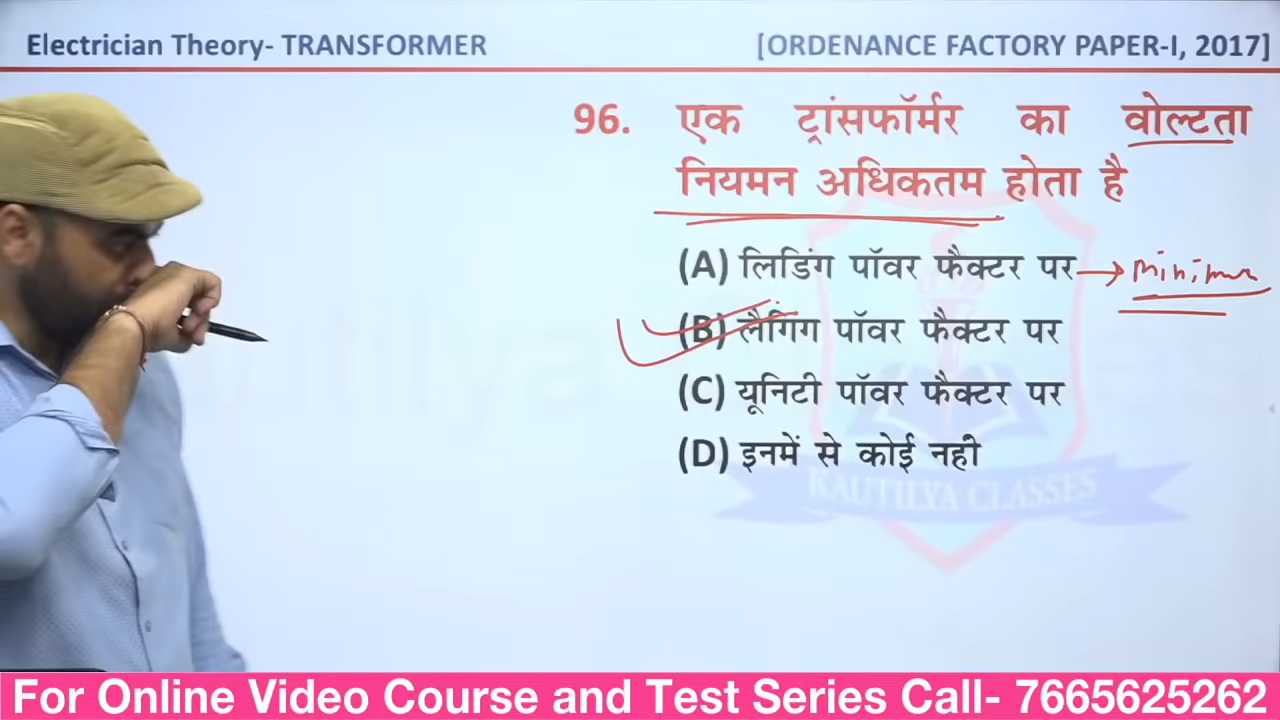 Electrician Theory- TRANSFORMER
[ORDENANCE FACTORY PAPER-I, 2017]
96. एक ट्रांसफॉर्मर का वोल्टता
नियमन अधिकतम होता है
(A) लिडिंग पॉवर फैक्टर पर
(B) लैगिंग पॉवर फैक्टर पर
(C) यूनिटी पॉवर फैक्टर पर
(D) इनमें से कोई नही
KAUTILYA CLASSES
For Online Video Course and Test Series Call- 7665625262